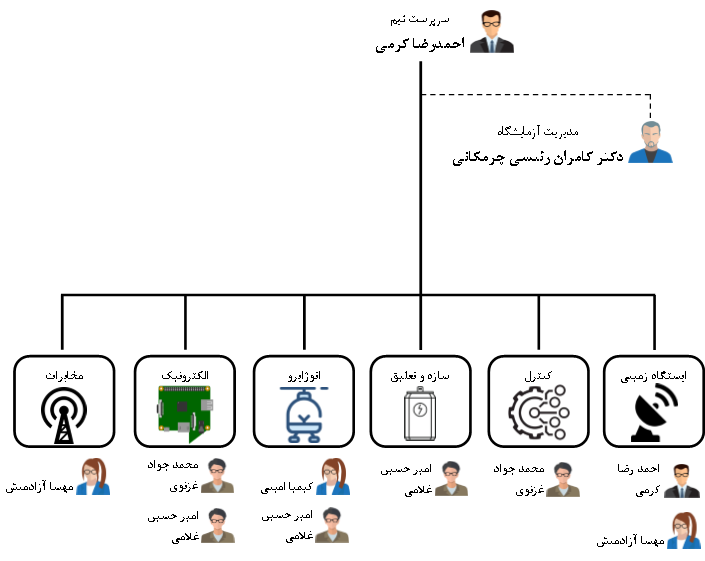 سرپرست تیم
احمدرضا کرمی
مدیریت آزمایشگاه
دکتر کامران رئیسی چرمکانی
ایستگاه زمینی
کنترل
سازه و تعلیق
اتوژایرو
الکترونیک
مخابرات
احمد رضا
کرمی
مهسا آزادمنش
محمد جواد
غزنوی
امیر حسین
غلامی
کیمیا امینی
امیر حسین
غلامی
محمد جواد
غزنوی
امیر حسین
غلامی
مهسا آزادمنش